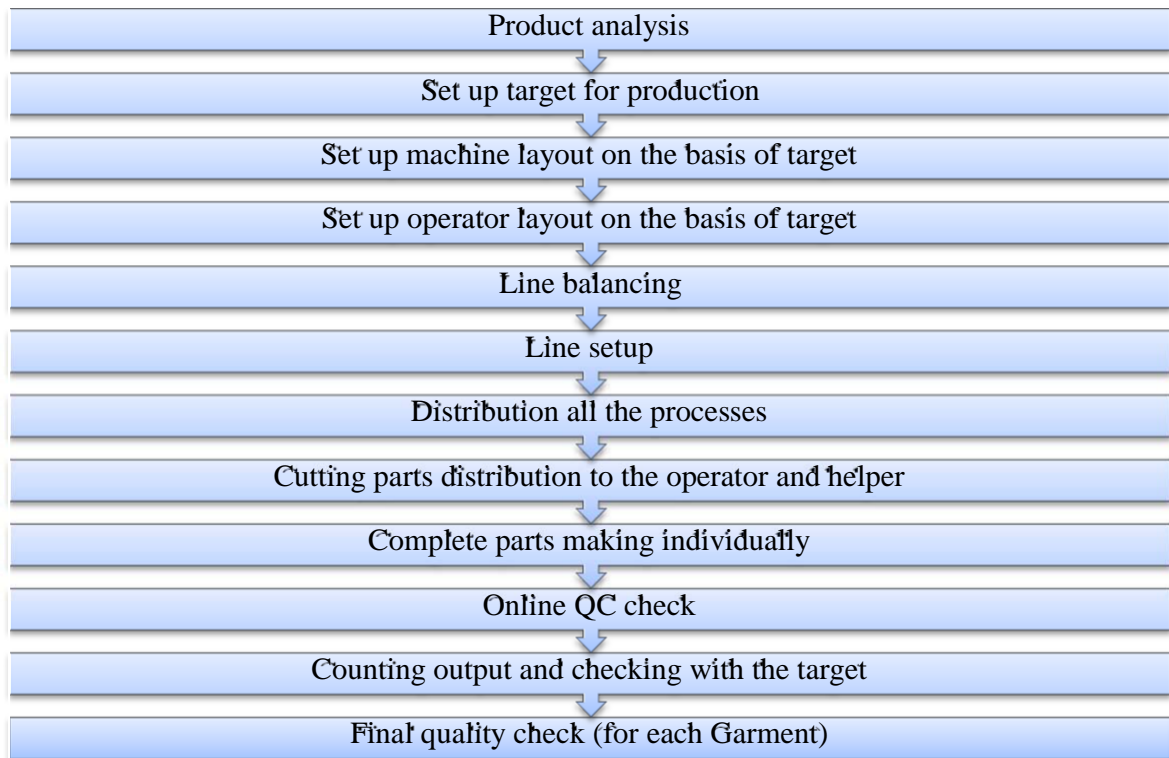 Product analysis
Set up target for production
Set up machine layout on the basis of target
Set up operator layout on the basis of target
Line balancing
Line setup
Distribution all the processes
Cutting parts distribution to the operator and helper
Complete parts making individually
Online QC check
Counting output and checking with the target
Final quality check (for each Garment)